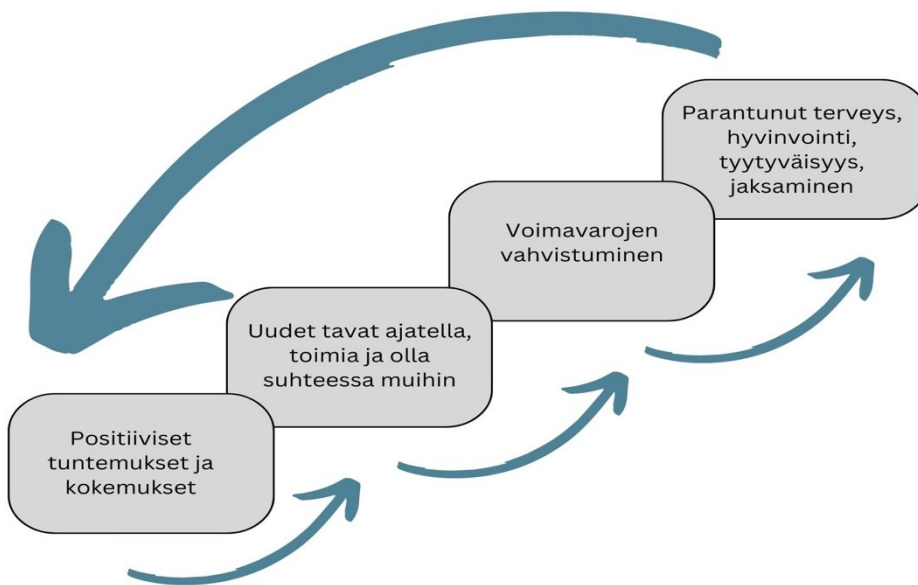 Parantunut terveys,
hyvinvointi,
tyytyväisyys,
jaksaminen
Voimavarojen
vahvistuminen
Uudet tavat ajatella,
toimia ja olla
suhteessa muihin
Positiiviset
tuntemukset ja
kokemukset